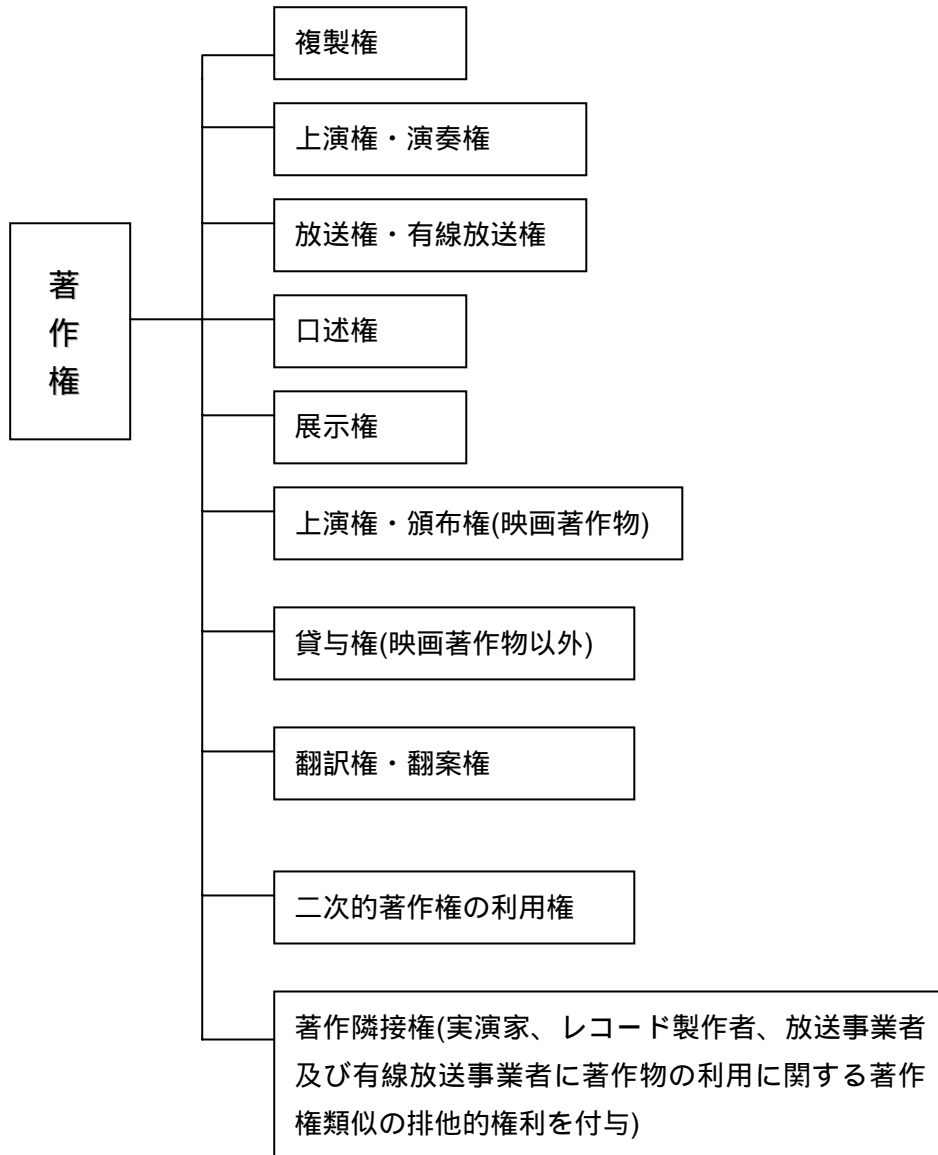 複製権
上演権・演奏権
放送権・有線放送権
著作権
口述権
展示権
上演権・頒布権(映画著作物)
貸与権(映画著作物以外)
翻訳権・翻案権
二次的著作権の利用権
著作隣接権(実演家、レコード製作者、放送事業者
及び有線放送事業者に著作物の利用に関する著作
権類似の排他的権利を付与)